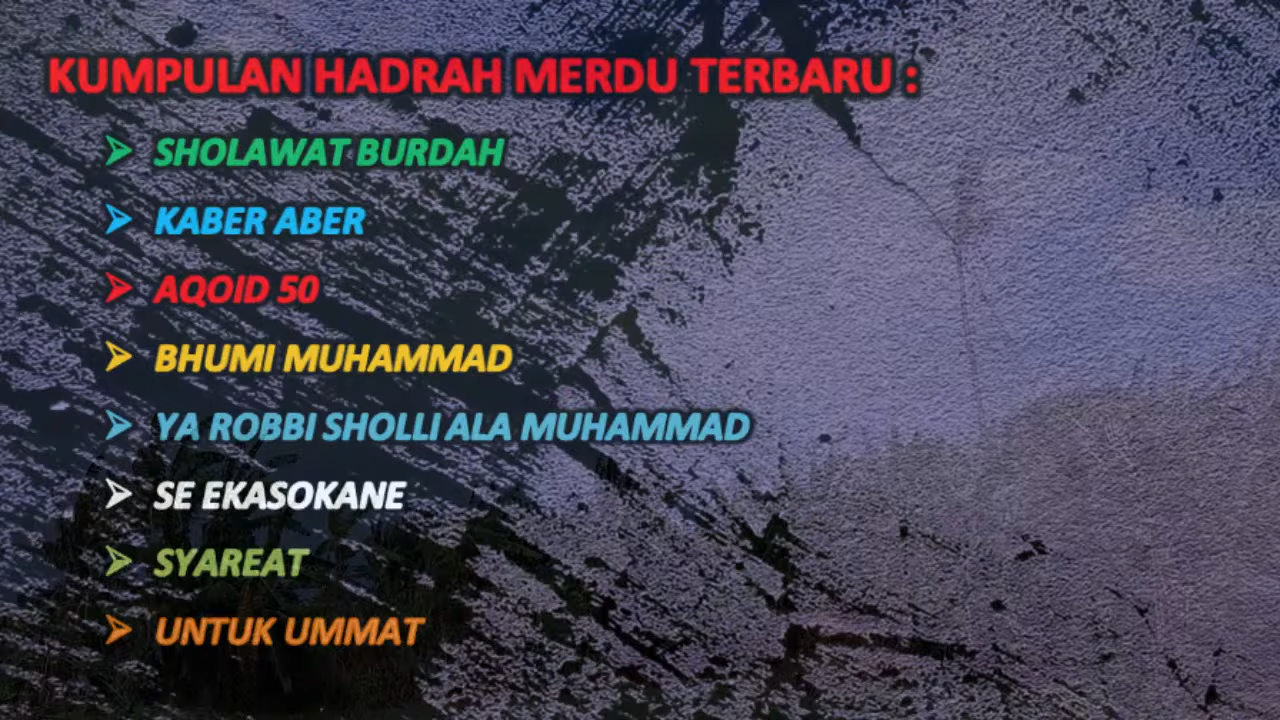 KUMPULAN HADRAH MERDU TERBARU :
SHOLAWAT BURDAH
KABER ABER
AQOID 50
BHUMI MUHAMMAD
YA ROBBI SHOLLI ALA MUHAMMAD
SE EKASOKANE
SYAREAT
UNTUK UMMAT